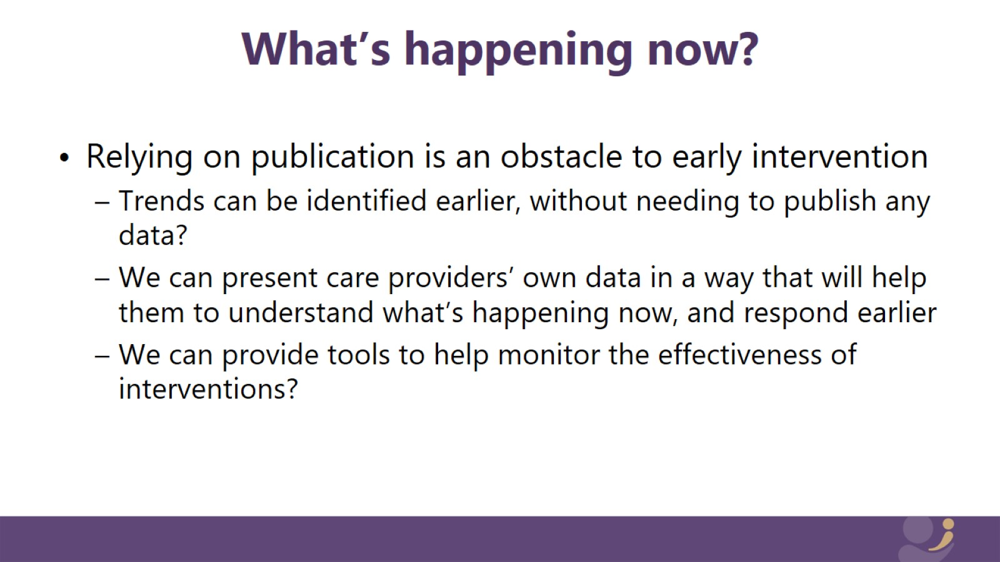 What’s happening now?
• Relying on publication is an obstacle to early intervention
– Trends can be identified earlier, without needing to publish any
data?
– We can present care providers’ own data in a way that will help
them to understand what’s happening now, and respond earlier
– We can provide tools to help monitor the effectiveness of
interventions?